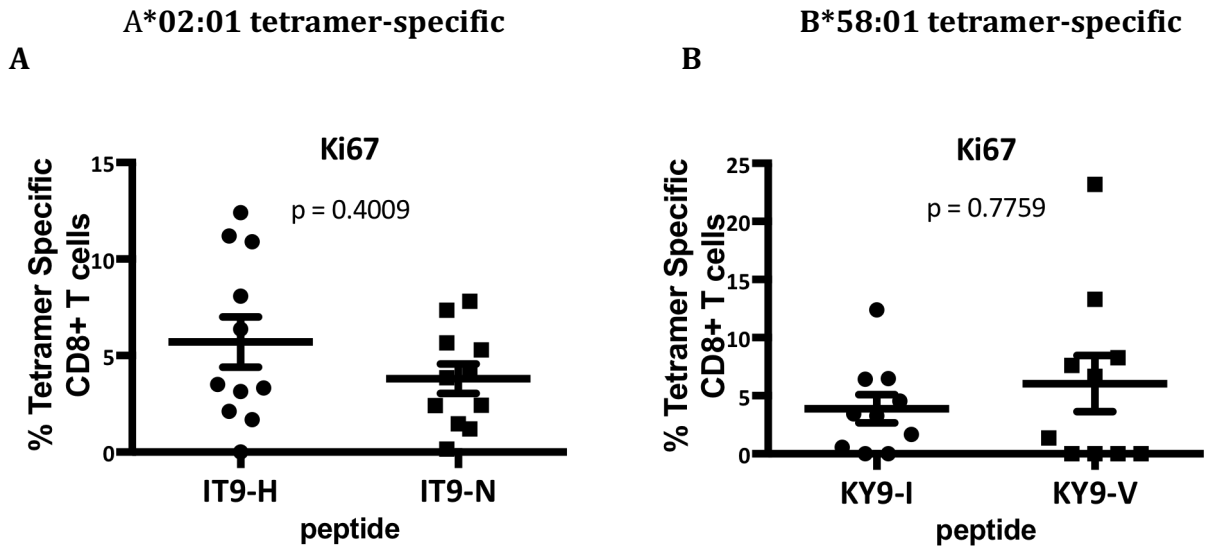 A*02:01 tetramer-specific
B*58:01 tetramer-specific
A
B
Ki67
p = 0.4009
% Tetramer Specific
CD8+ T cells
15
10
5
0
IT9-H
IT9-N
peptide
Ki67
p = 0.7759
% Tetramer Specific
CD8+ T cells
25
20
15
10
5
0
KY9-I
KY9-V
peptide